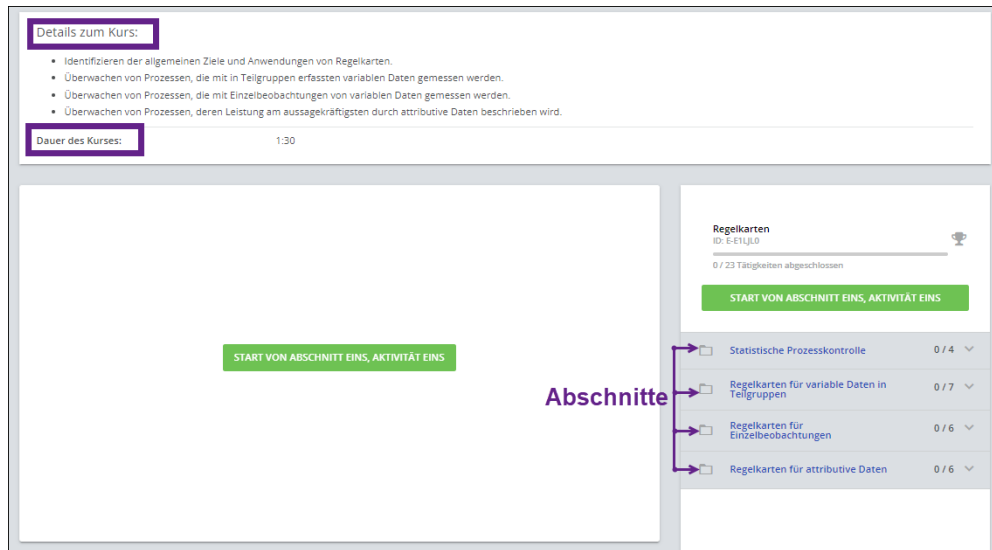 Details zum Kurs:
Identifizieren der allgemeinen Ziele und Anwendungen von Regelkarten.
Überwachen von Prozessen, die mit in Teilgruppen erfassten variablen Daten gemessen werden.
Überwachen von Prozessen, die mit Einzelbeobachtungen von variablen Daten gemessen werden.
Überwachen von Prozessen, deren Leistung am aussagekräftigsten durch attributive Daten beschrieben wird.
Dauer des Kurses: 1:30
START VON ABSCHNITT EINS, AKTIVITÄT EINS
Abschnitte
Regelkarten
ID: E-E1LJL0
0 / 23 Tätigkeiten abgeschlossen
START VON ABSCHNITT EINS, AKTIVITÄT EINS
Statistische Prozesskontrolle 0 / 4
Regelkarten für variable Daten in
Teilgruppen 0 / 7
Regelkarten für
Einzelbeobachtungen 0 / 6
Regelkarten für attributive Daten 0 / 6